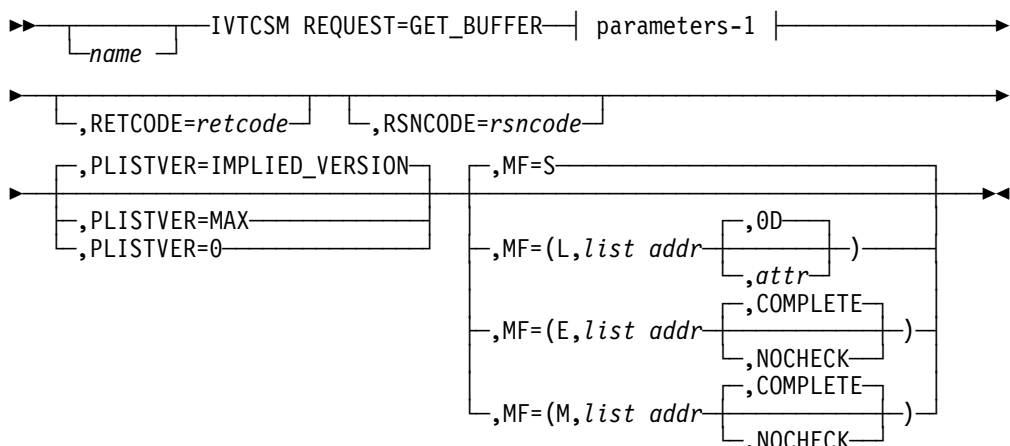 IVTCSM REQUEST=GET_BUFFER parameters-1
name
,RETCODE=retcode ,RSNCODE=rsncode
,PLISTVER=IMPLIED_VERSION ,MF=S
,PLISTVER=MAX ,0D
,PLISTVER=0 ,MF=(L,list addr )
,attr
,COMPLETE
,MF=(E,list addr )
,NOCHECK
,COMPLETE
,MF=(M,list addr )
,NOCHECK